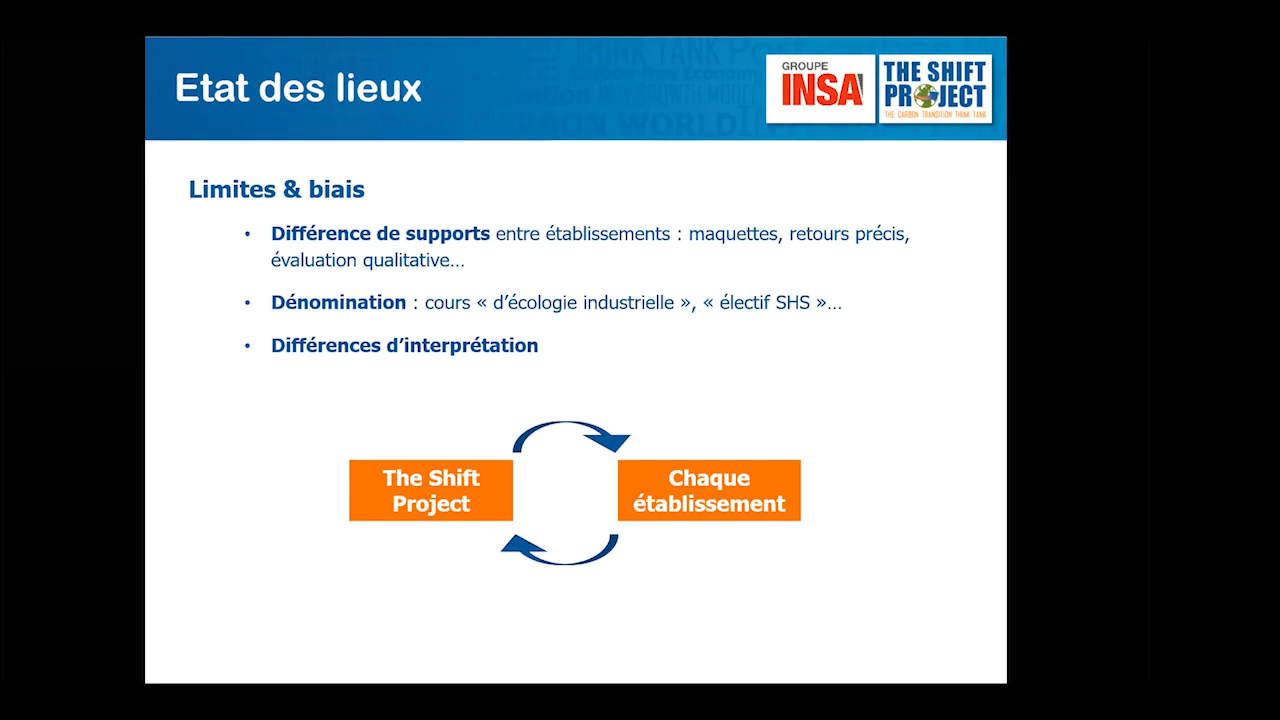 Etat des lieux
GROUPE
INSA
THE SHIFT
PROJECT
THE CARBON TRANSITION THINK TANK
Limites & biais
• Différence de supports entre établissements : maquettes, retours précis,
évaluation qualitative…
• Dénomination : cours « d’écologie industrielle », « électif SHS »…
• Différences d’interprétation
The Shift
Project
Chaque
établissement